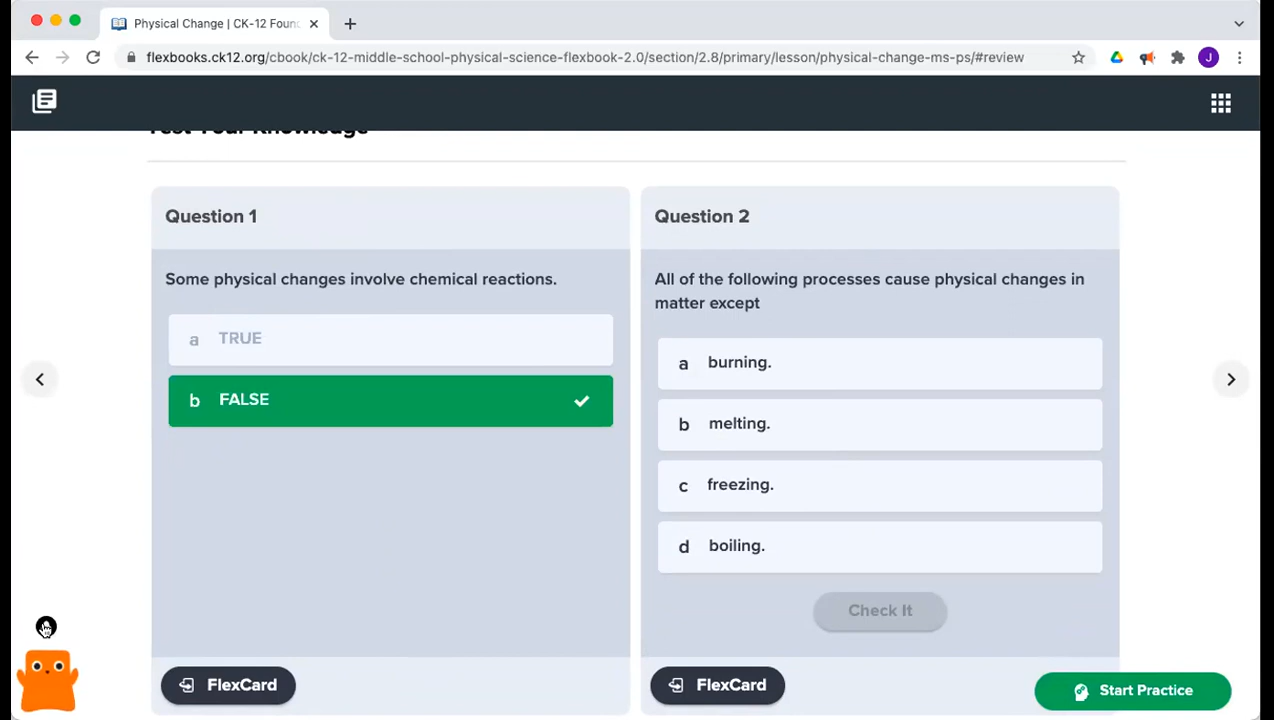 Physical Change | CK-12 Foun
flexbooks.ck12.org/cbook/ck-12-middle-school-physical-science-flexbook-2.0/section/2.8/primary/lesson/physical-change-ms-ps/#review
J
Test Your Knowledge
Question 1
Some physical changes involve chemical reactions.
a TRUE
b FALSE
FlexCard
Question 2
All of the following processes cause physical changes in
matter except
a burning.
b melting.
c freezing.
d boiling.
Check It
FlexCard
Start Practice